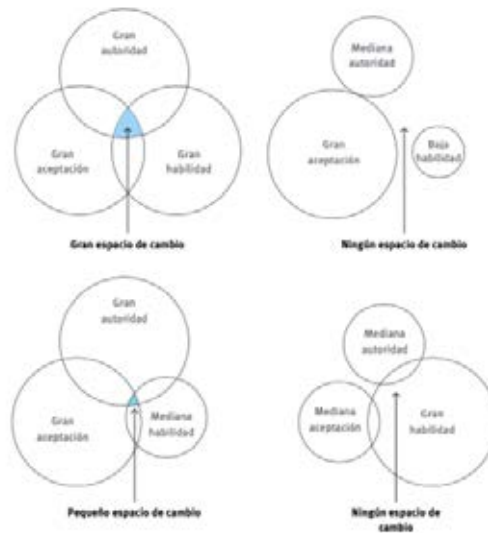 Gran
autoridad
Gran
aceptación
Gran
habilidad
Gran espacio de cambio
Mediana
autoridad
Gran
aceptación
Baja
habilidad
Ningún espacio de cambio
Gran
autoridad
Gran
aceptación
Mediana
habilidad
Pequeño espacio de cambio
Mediana
autoridad
Mediana
aceptación
Gran
habilidad
Ningún espacio de
cambio